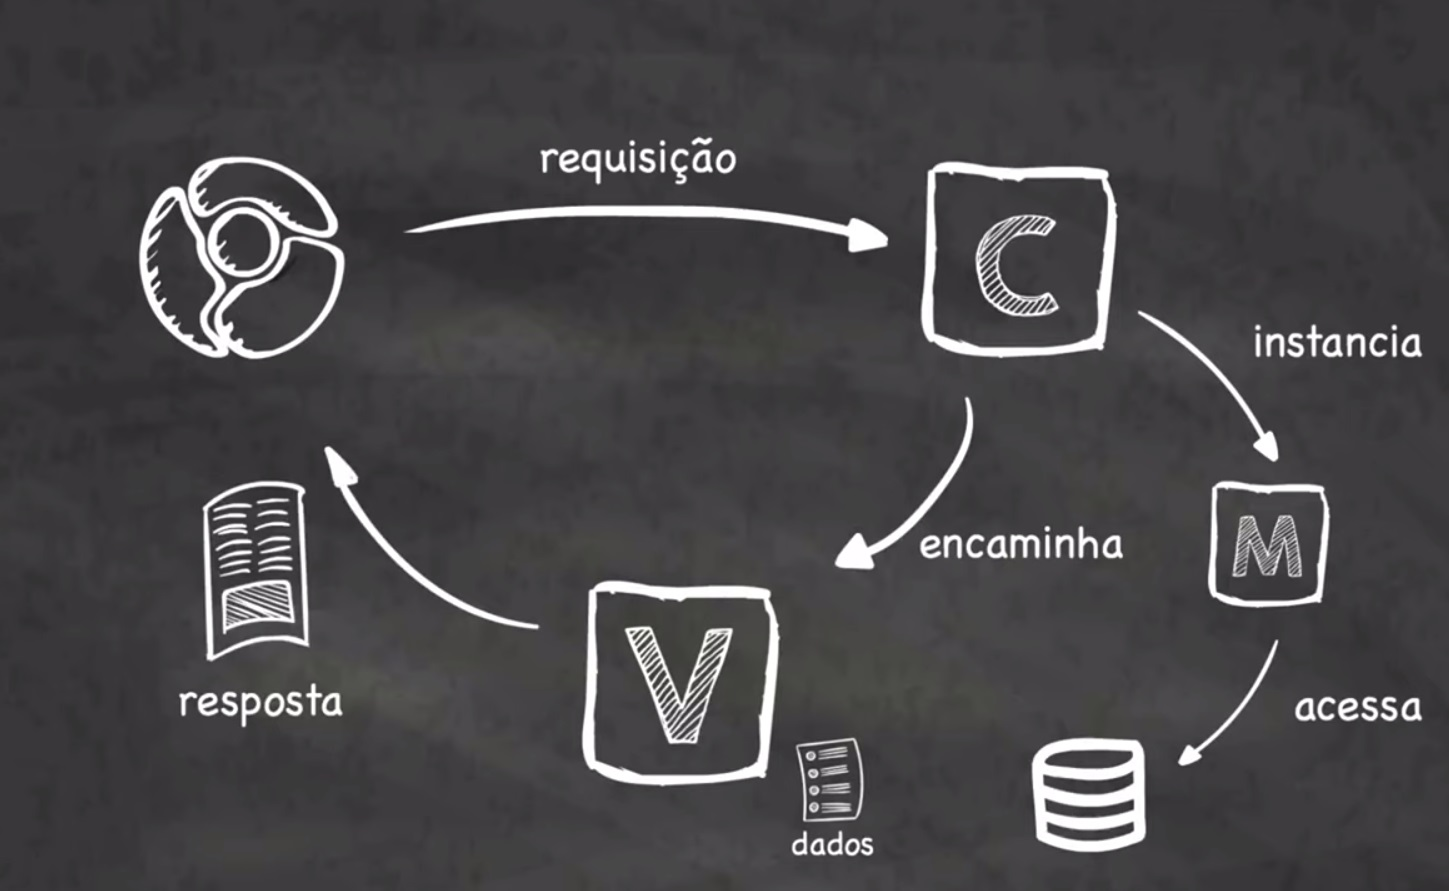 requisição
C
instancia
encaminha
M
V
resposta
acessa
dados